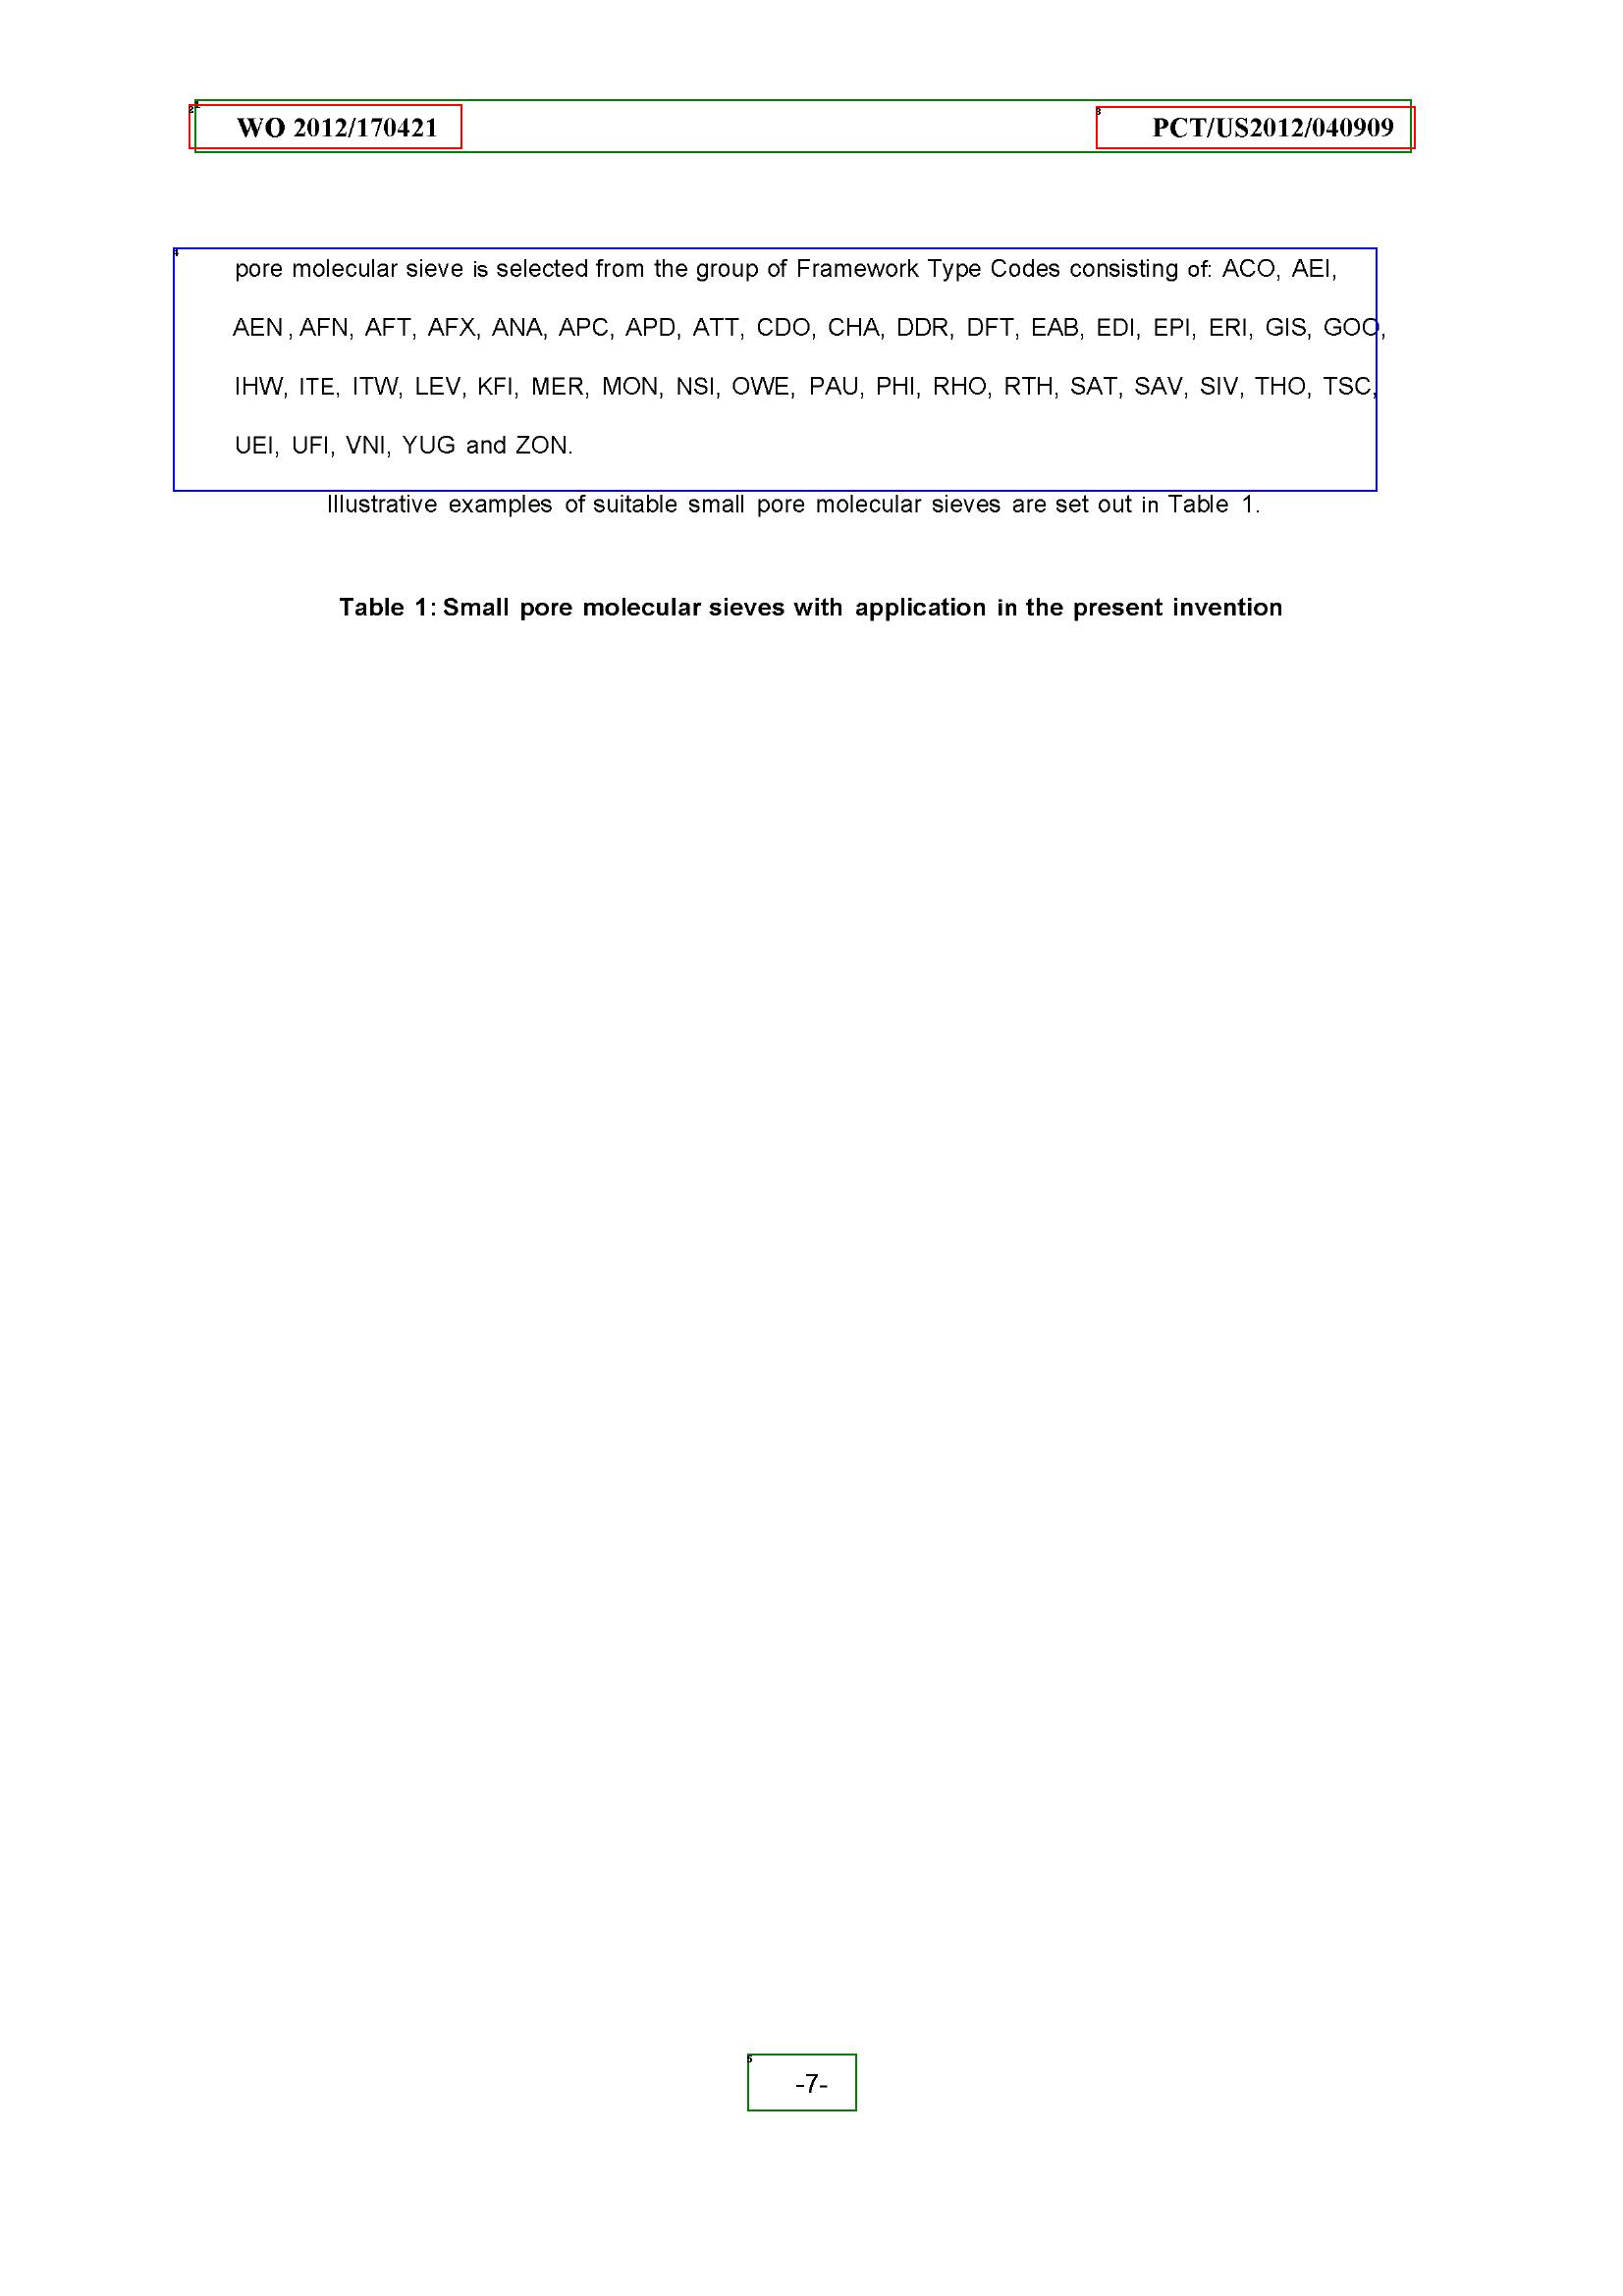 WO 2012/170421 PCT/US2012/040909
pore molecular sieve is selected from the group of Framework Type Codes consisting of: ACO, AEI,
AEN , AFN, AFT, AFX, ANA, APC, APD, ATT, CDO, CHA, DDR, DFT, EAB, EDI, EPI, ERI, GIS, GOO,
IHW, ITE, ITW, LEV, KFI, MER, MON, NSI, OWE, PAU, PHI, RHO, RTH, SAT, SAV, SIV, THO, TSC,
UEI, UFI, VNI, YUG and ZON.
Illustrative examples of suitable small pore molecular sieves are set out in Table 1.
Table 1: Small pore molecular sieves with application in the present invention
-7-